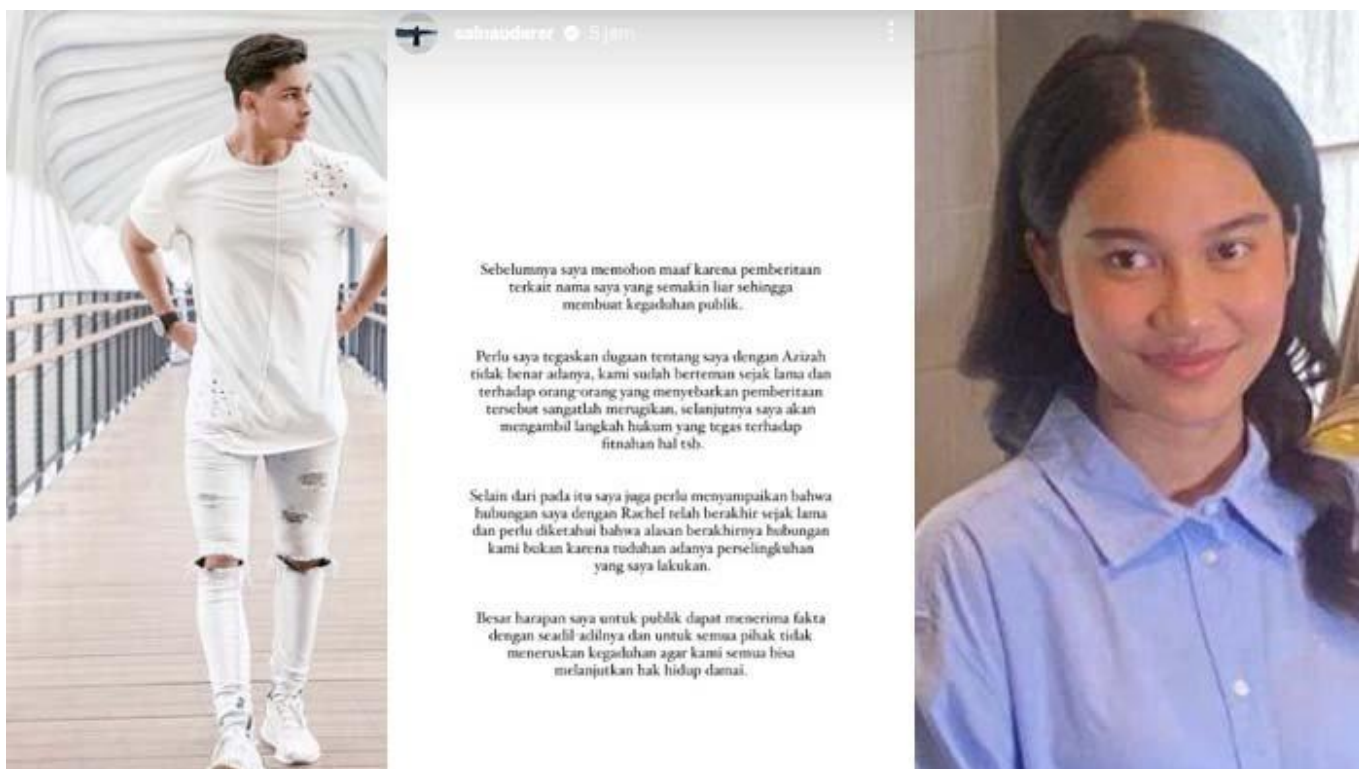 5 jam
Sebelumnya saya memohon maaf karena pemberitaan
terkait nama saya yang semakin liar sehingga
membuat kegaduhan publik.
Perlu saya tegaskan dugaan tentang saya dengan Azizah
tidak benar adanya, kami sudah berteman sejak lama dan
terhadap orang-orang yang menyebarkan pemberitaan
tersebut sangatlah merugikan, selanjutnya saya akan
mengambil langkah hukum yang tegas terhadap
fitnahan hal tsb.
Selain dari pada itu saya juga perlu menyampaikan bahwa
hubungan saya dengan Rachel telah berakhir sejak lama
dan perlu diketahui bahwa alasan berakhirnya hubungan
kami bukan karena tuduhan adanya perselingkuhan
yang saya lakukan.
Besar harapan saya untuk publik dapat menerima fakta
dengan seadil-adilnya dan untuk semua pihak tidak
meneruskan kegaduhan agar kami semua bisa
melanjutkan hak hidup damai.